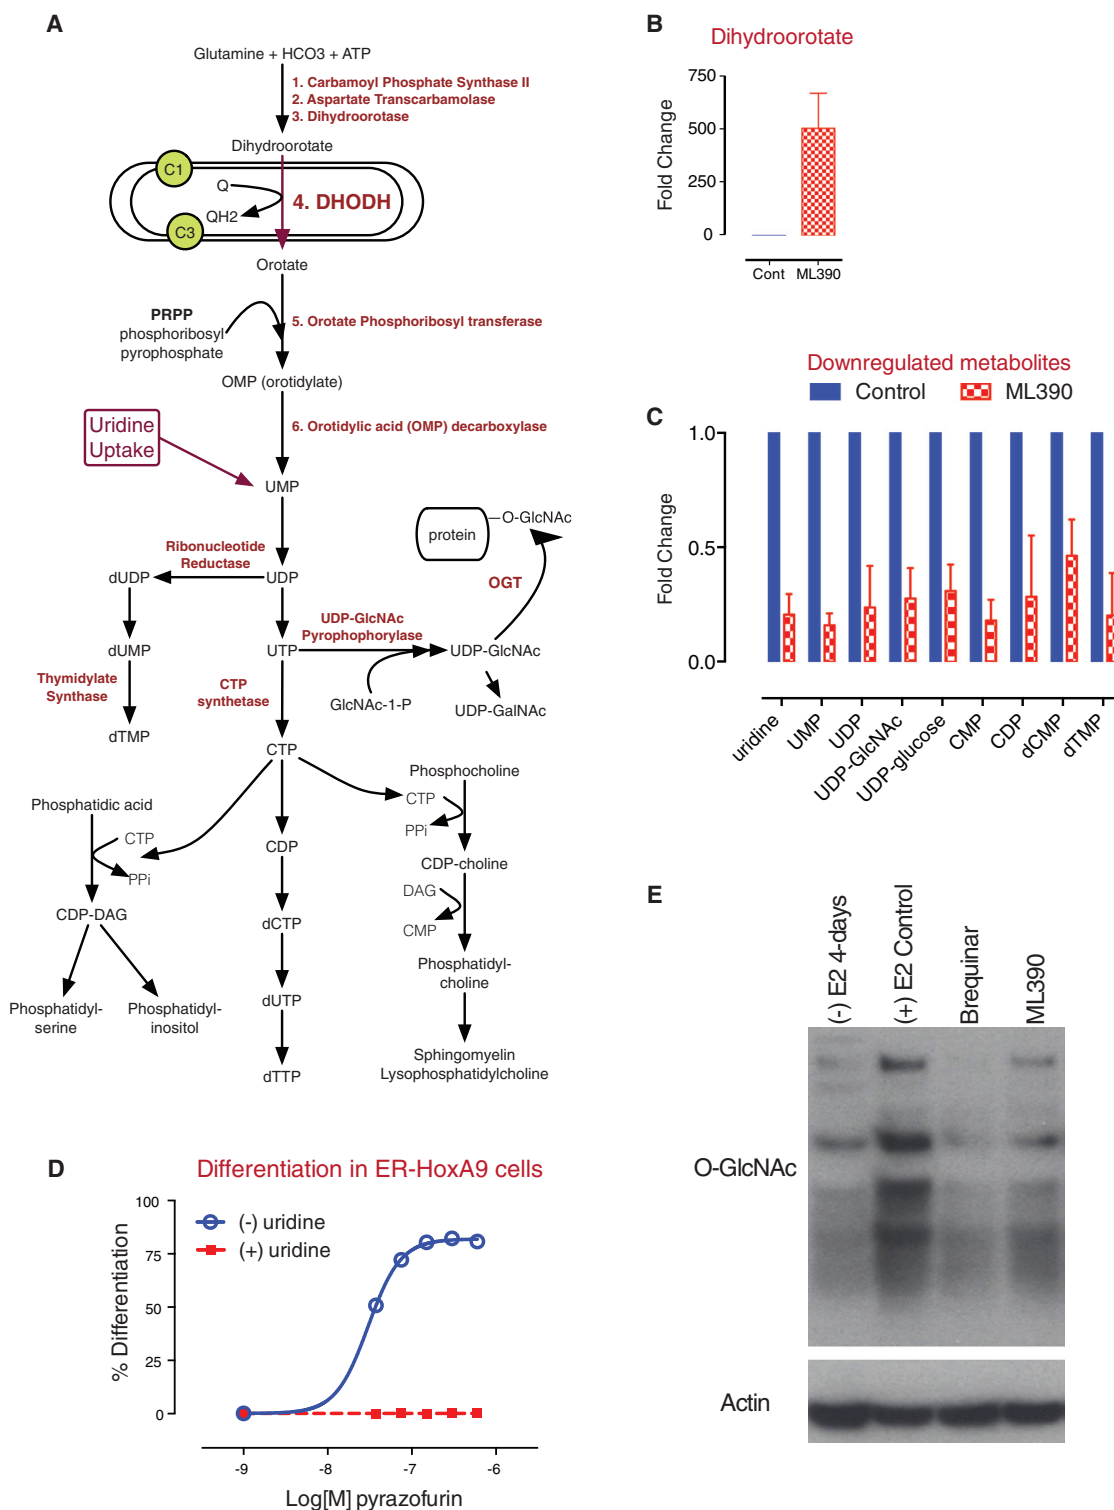 A
Glutamine + HCO3 + ATP
1. Carbamoyl Phosphate Synthase II
2. Aspartate Transcarbamolase
3. Dihydroorotase
Dihydroorotate
C1
Q
4. DHODH
QH2
C3
Orotate
PRPP
phosphoribosyl
pyrophosphate
5. Orotate Phosphoribosyl transferase
OMP (orotidylate)
Uridine
Uptake
6. Orotidylic acid (OMP) decarboxylase
UMP
protein
O-GlcNAc
Ribonucleotide
Reductase
OGT
dUDP
UDP
UDP-GlcNAc
Pyrophophorylase
dUMP
UTP
UDP-GlcNAc
Thymidylate
Synthase
CTP
synthetase
GlcNAc-1-P
UDP-GalNAc
dTMP
CTP
Phosphocholine
Phosphatidic acid
CTP
PPi
CTP
PPi
CDP
CDP-choline
DAG
CMP
CDP-DAG
dCTP
Phosphatidyl-
choline
Phosphatidyl-
serine
Phosphatidyl-
inositol
dUTP
Sphingomyelin
Lysophosphatidylcholine
dTTP
B
Dihydroorotate
Fold Change
750
500
250
0
Cont
ML390
C
Downregulated metabolites
Control
ML390
Fold Change
1.0
0.5
0.0
uridine
UMP
UDP
UDP-GlcNAc
UDP-glucose
CMP
CDP
dCMP
dTMP
D
Differentiation in ER-HoxA9 cells
(-) uridine
(+) uridine
% Differentiation
100
75
50
25
0
-9
-8
-7
-6
Log[M] pyrazofurin
E
(-) E2 4-days
(+) E2 Control
Brequinar
ML390
O-GlcNAc
Actin